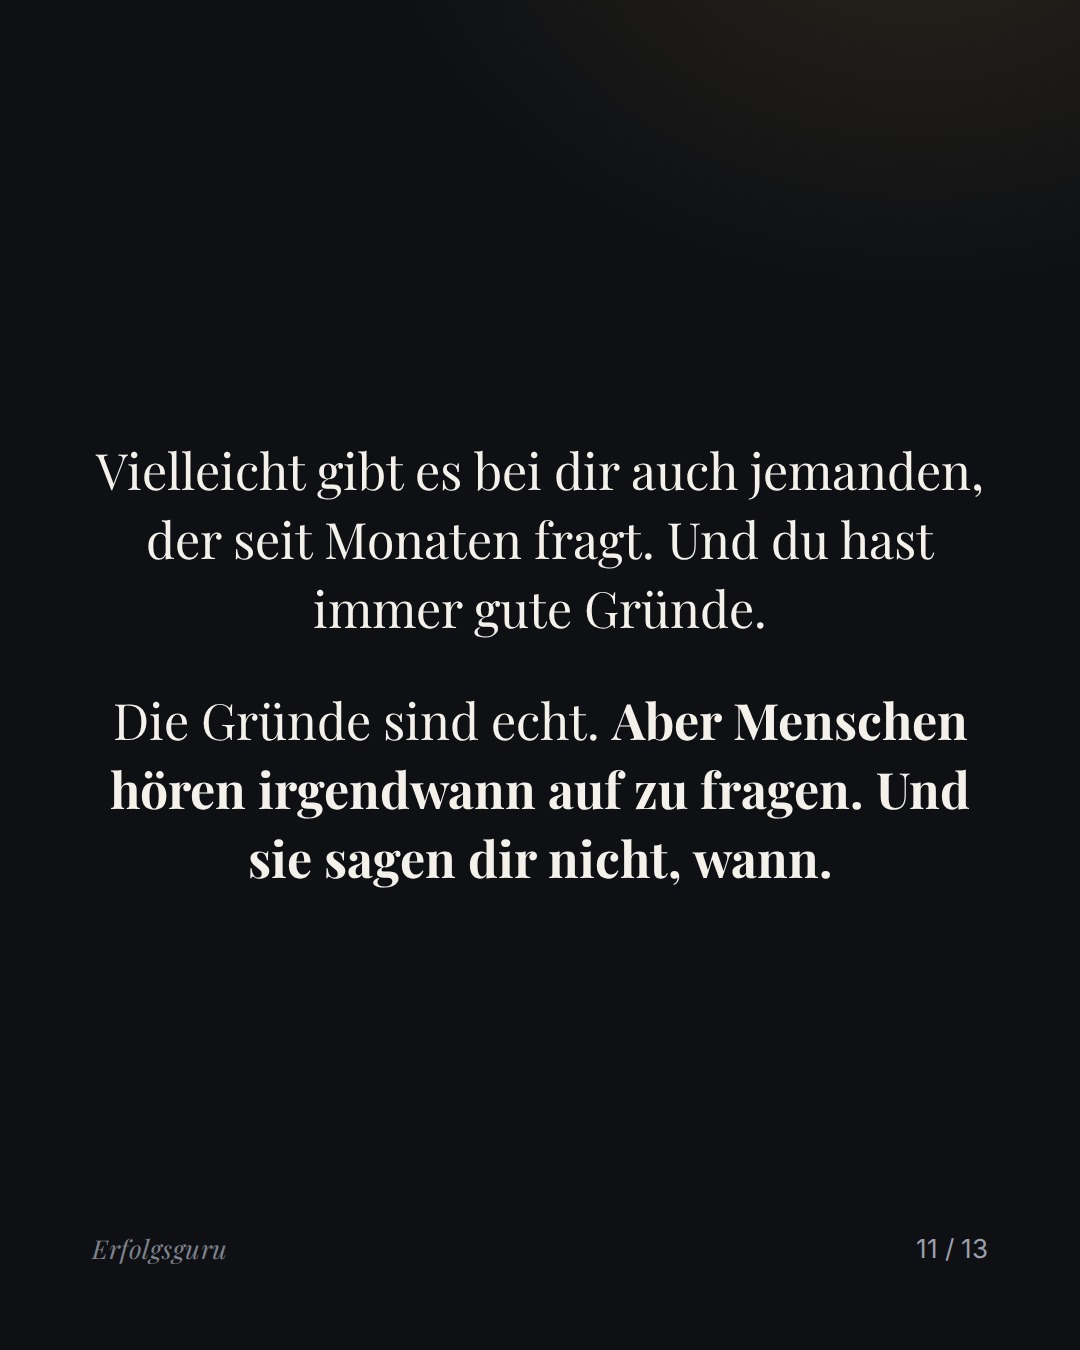 Vielleicht gibt es bei dir auch jemanden,
der seit Monaten fragt. Und du hast
immer gute Gründe.
Die Gründe sind echt. Aber Menschen
hören irgendwann auf zu fragen. Und
sie sagen dir nicht, wann.
Erfolgsguru
11 / 13